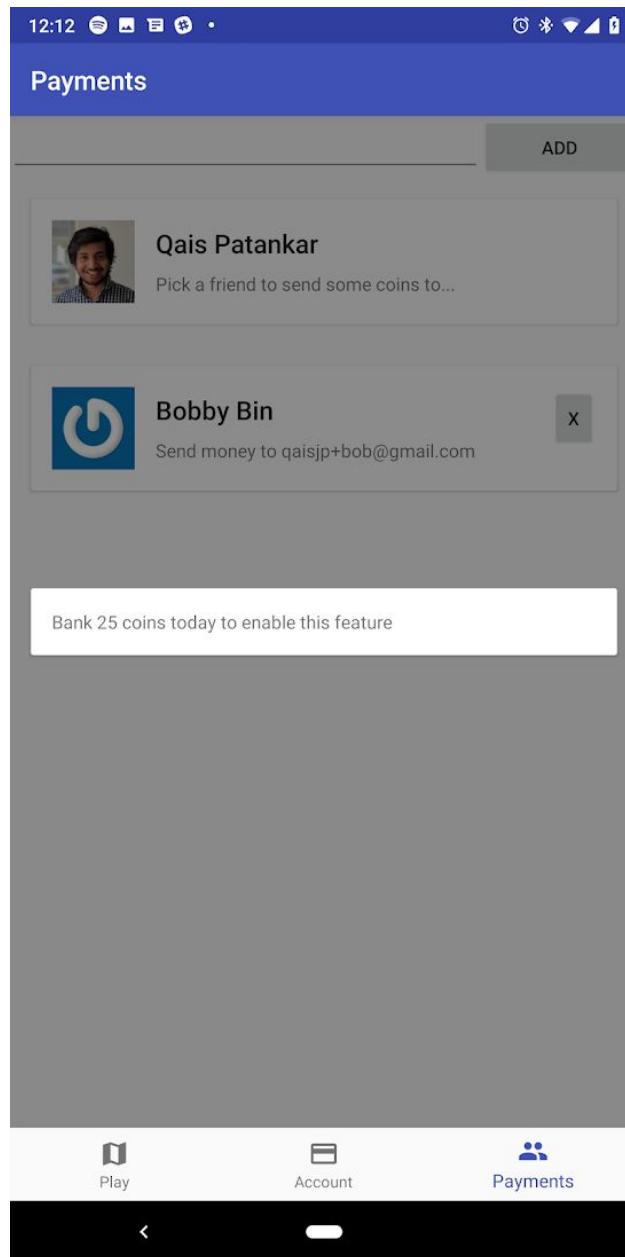 12:12
Payments
ADD
Qais Patankar
Pick a friend to send some coins to...
Bobby Bin
X
Send money to qaisjp+bob@gmail.com
Bank 25 coins today to enable this feature
Play
Account
Payments